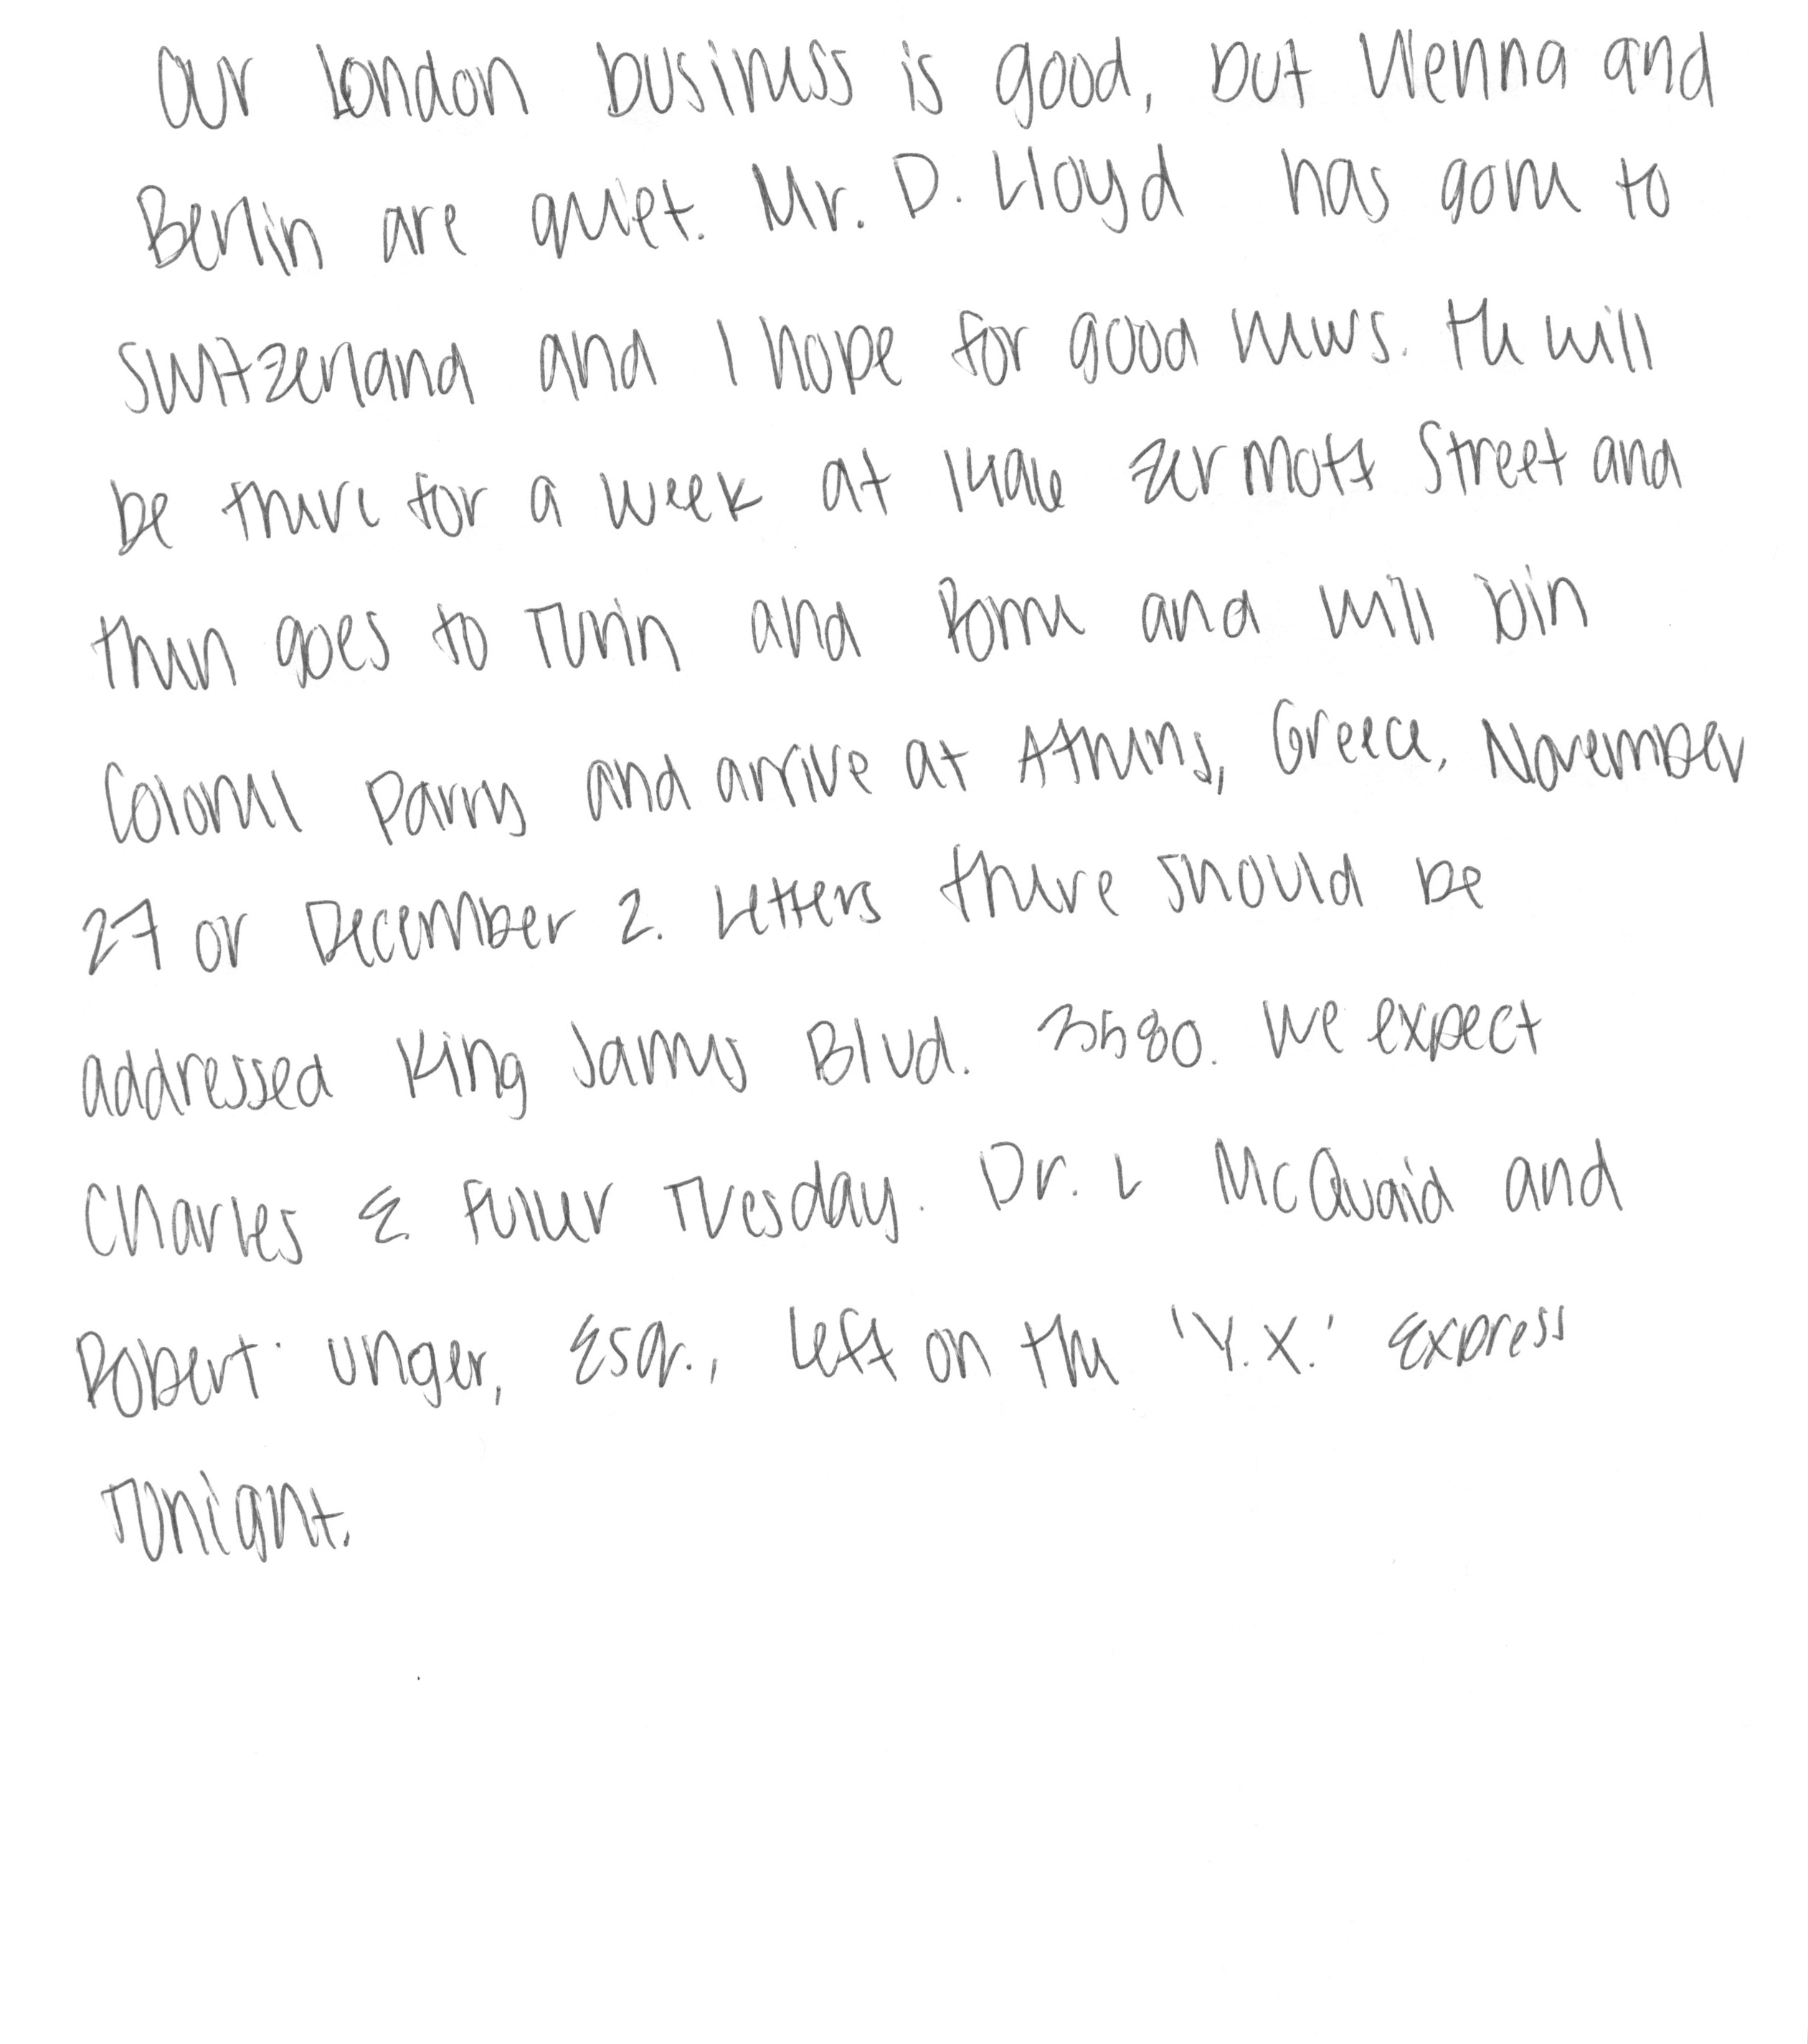 Our London business is good, but Vienna and
Berlin are quiet. Mr. D. Lloyd has gone to
Switzerland and I hope for good news. He will
be there for a week at 1496 Zermott Street and
then goes to Turin and Rome and will join
Colonel Parry and arrive at Athens, Greece, November
27 or December 2. Letters there should be
addressed King James Blvd. 3580. We expect
Charles E. Fuller Tuesday. Dr. L McQuaid and
Robert Unger, Esq., left on the 'Y.X.' Express
Tonight.